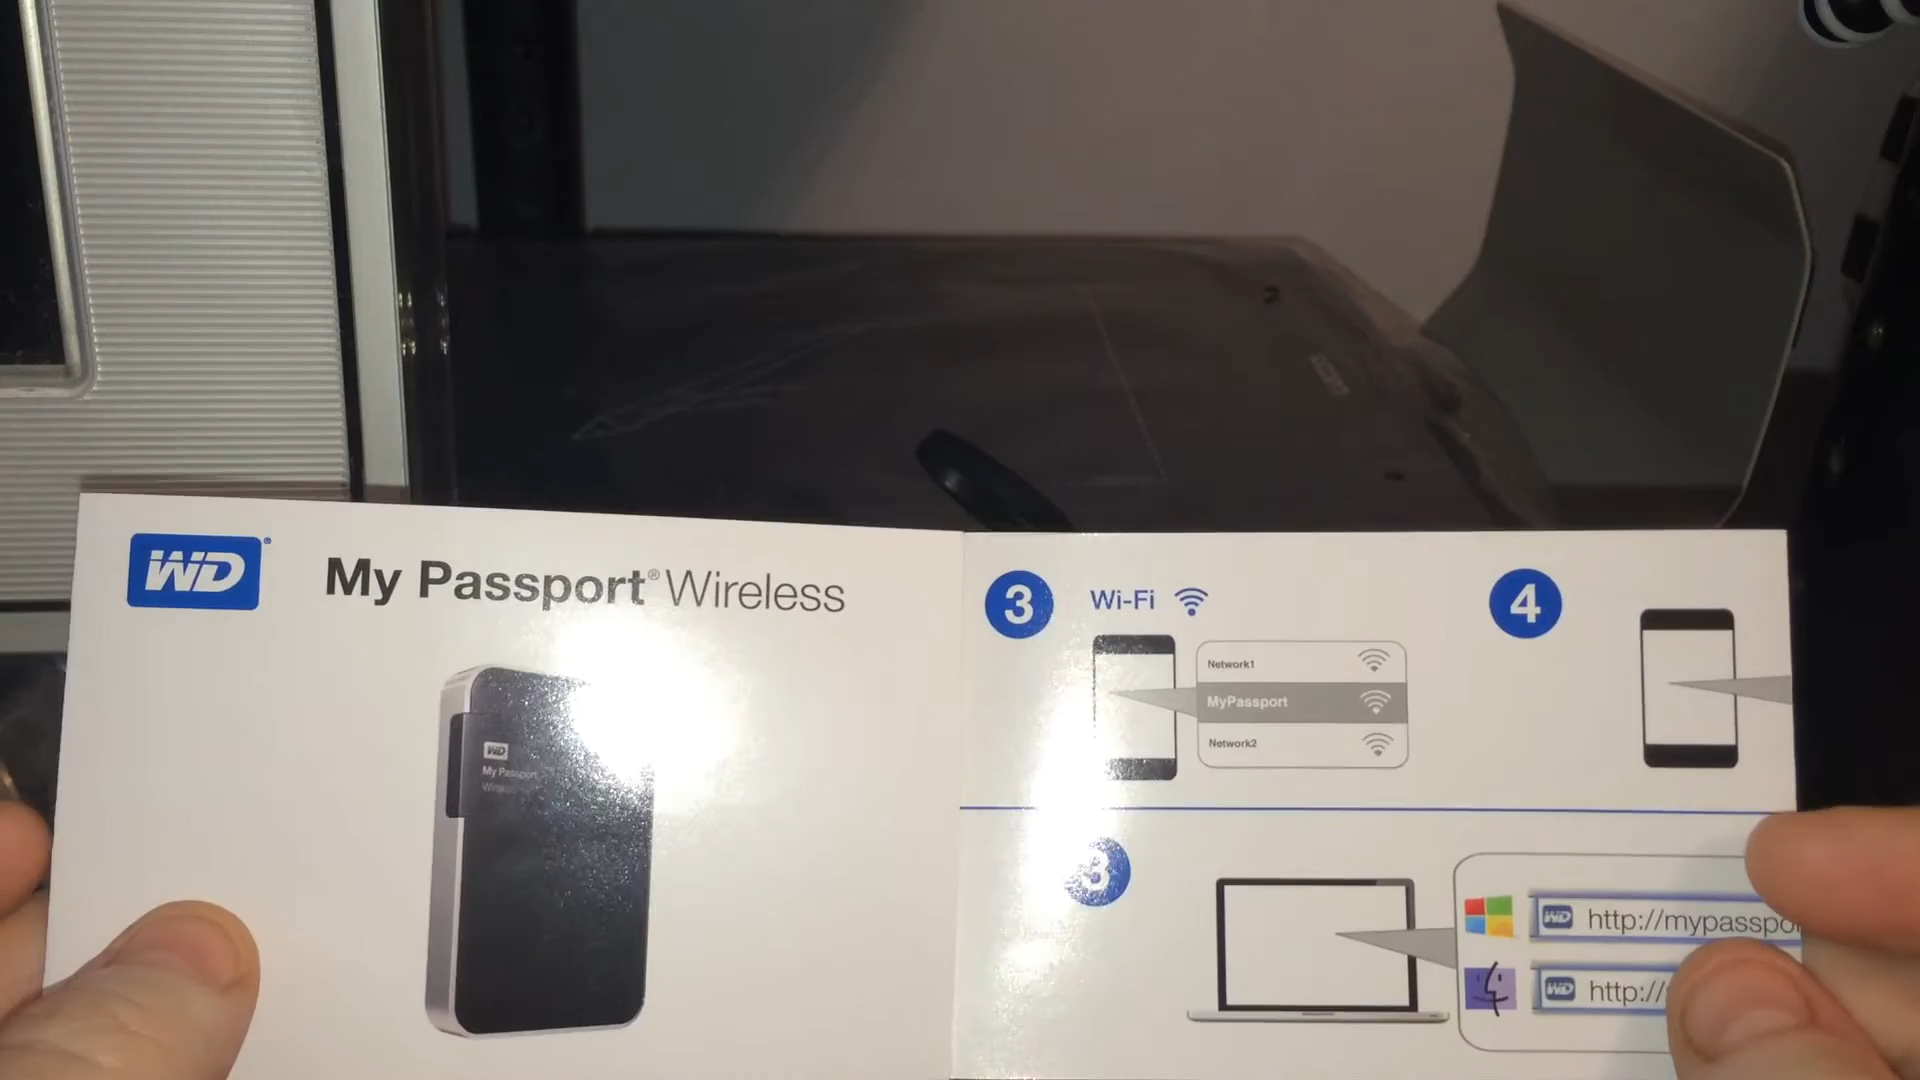 WD
My Passport® Wireless
WD
My Passport
3
Wi-Fi
Network1
MyPassport
Network2
4
3
WD http://mypasspo
WD http://